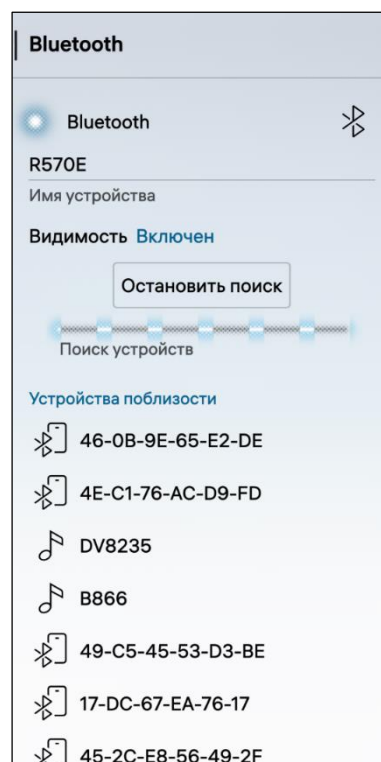 Bluetooth
Bluetooth
R570E
Имя устройства
Видимость Включен
Остановить поиск
Поиск устройств
Устройства поблизости
46-0B-9E-65-E2-DE
4E-C1-76-AC-D9-FD
DV8235
B866
49-C5-45-53-D3-BE
17-DC-67-EA-76-17
45-2C-E8-56-49-2F